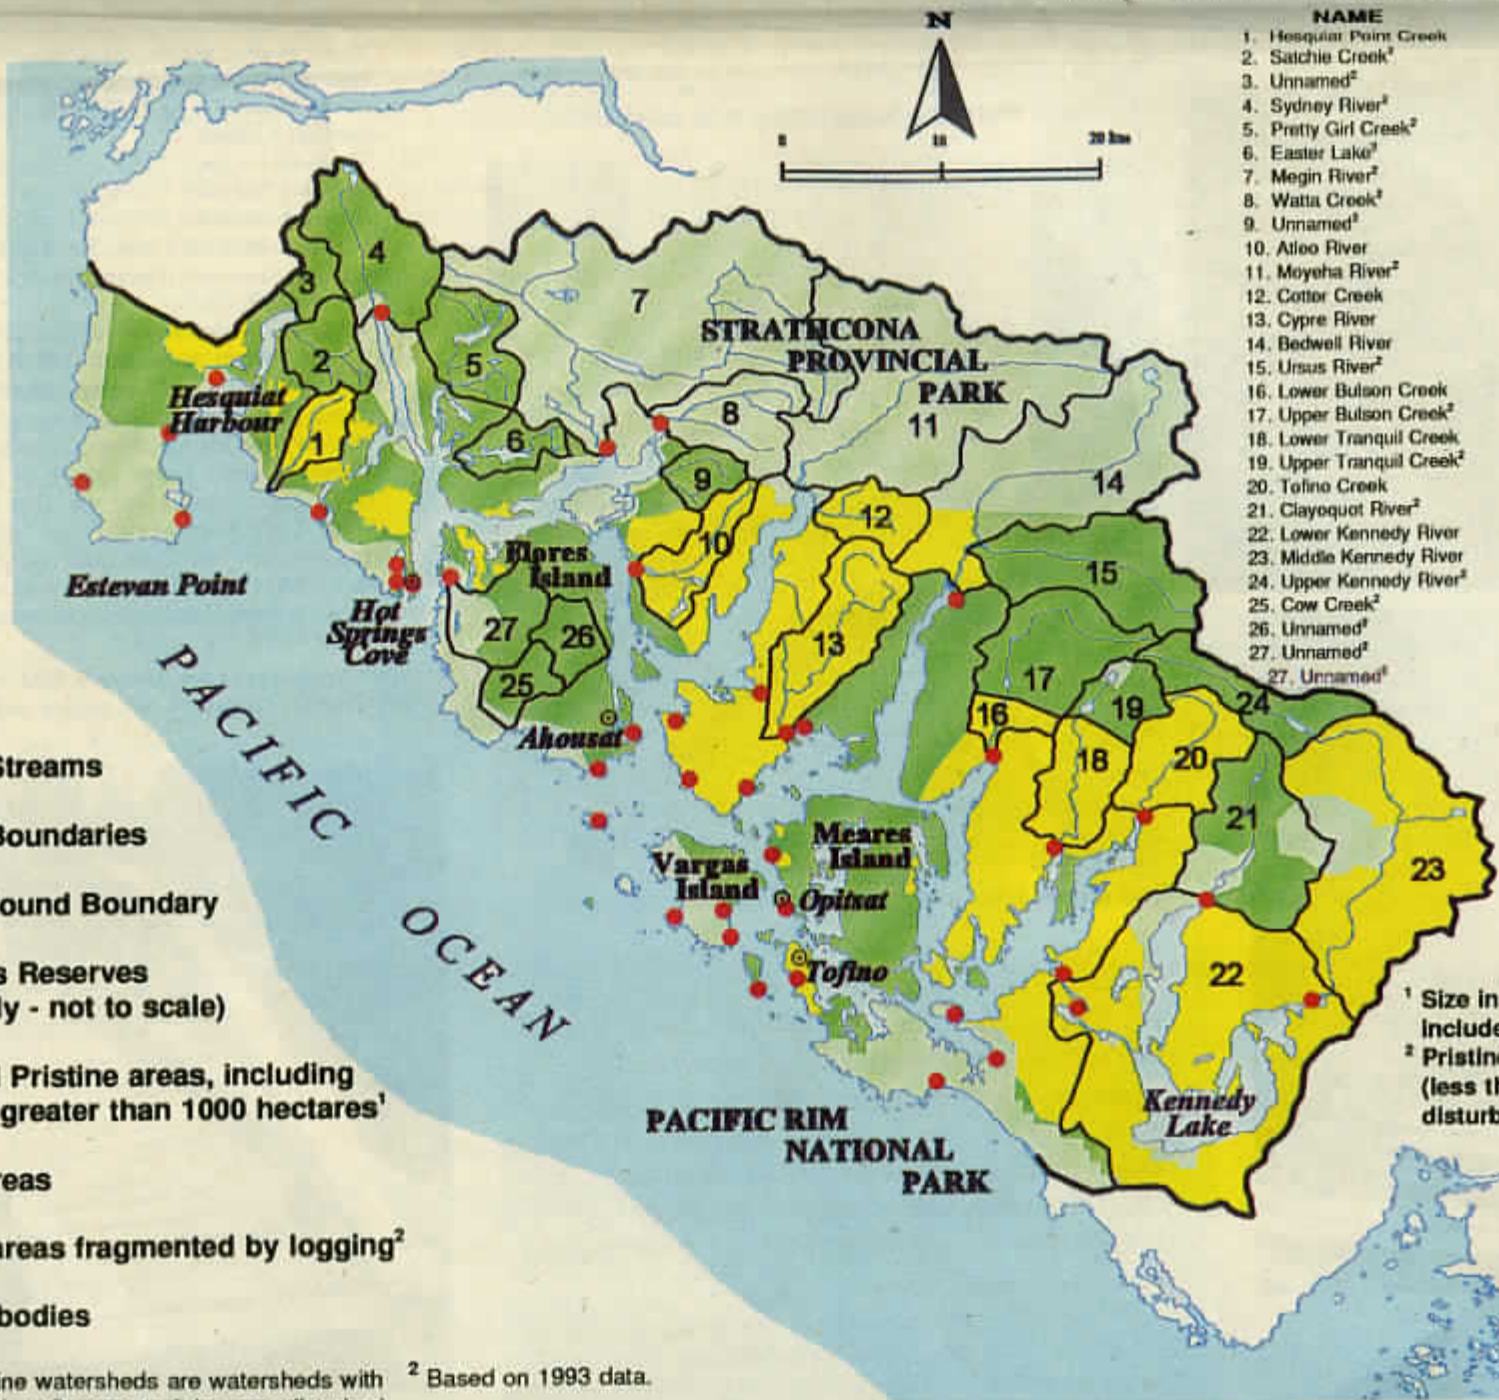 NAME
1. Hesquiat Point Creek
2. Satchie Creek²
3. Unnamed²
4. Sydney River²
5. Pretty Girl Creek²
6. Easter Lake²
7. Megin River²
8. Watta Creek²
9. Unnamed²
10. Atleo River
11. Moyeha River²
12. Cotter Creek
13. Cypre River
14. Bedwell River
15. Ursus River²
16. Lower Bulson Creek
17. Upper Bulson Creek²
18. Lower Tranquil Creek
19. Upper Tranquil Creek²
20. Tofino Creek
21. Clayoquot River²
22. Lower Kennedy River
23. Middle Kennedy River
24. Upper Kennedy River²
25. Cow Creek²
26. Unnamed²
27. Unnamed²
27. Unnamed²
N
0 10 20 km
4
3
7
STRATHCONA
PROVINCIAL
PARK
2
5
Hesquiat
Harbour
1
6
8
11
9
14
10
12
Flores
Island
15
Estevan Point
Hot
Springs
Cove
27
26
25
13
17
19
24
16
Ahousat
18
20
21
23
PACIFIC
OCEAN
Meares
Island
Vargas
Island
Opitsat
Tofino
22
Kennedy
Lake
PACIFIC RIM
NATIONAL
PARK
Streams
Boundaries
ound Boundary
s Reserves
ly - not to scale)
Pristine areas, including
greater than 1000 hectares¹
reas
areas fragmented by logging²
bodies
ine watersheds are watersheds with
² Based on 1993 data.
¹ Size in
include
² Pristine
(less th
disturb